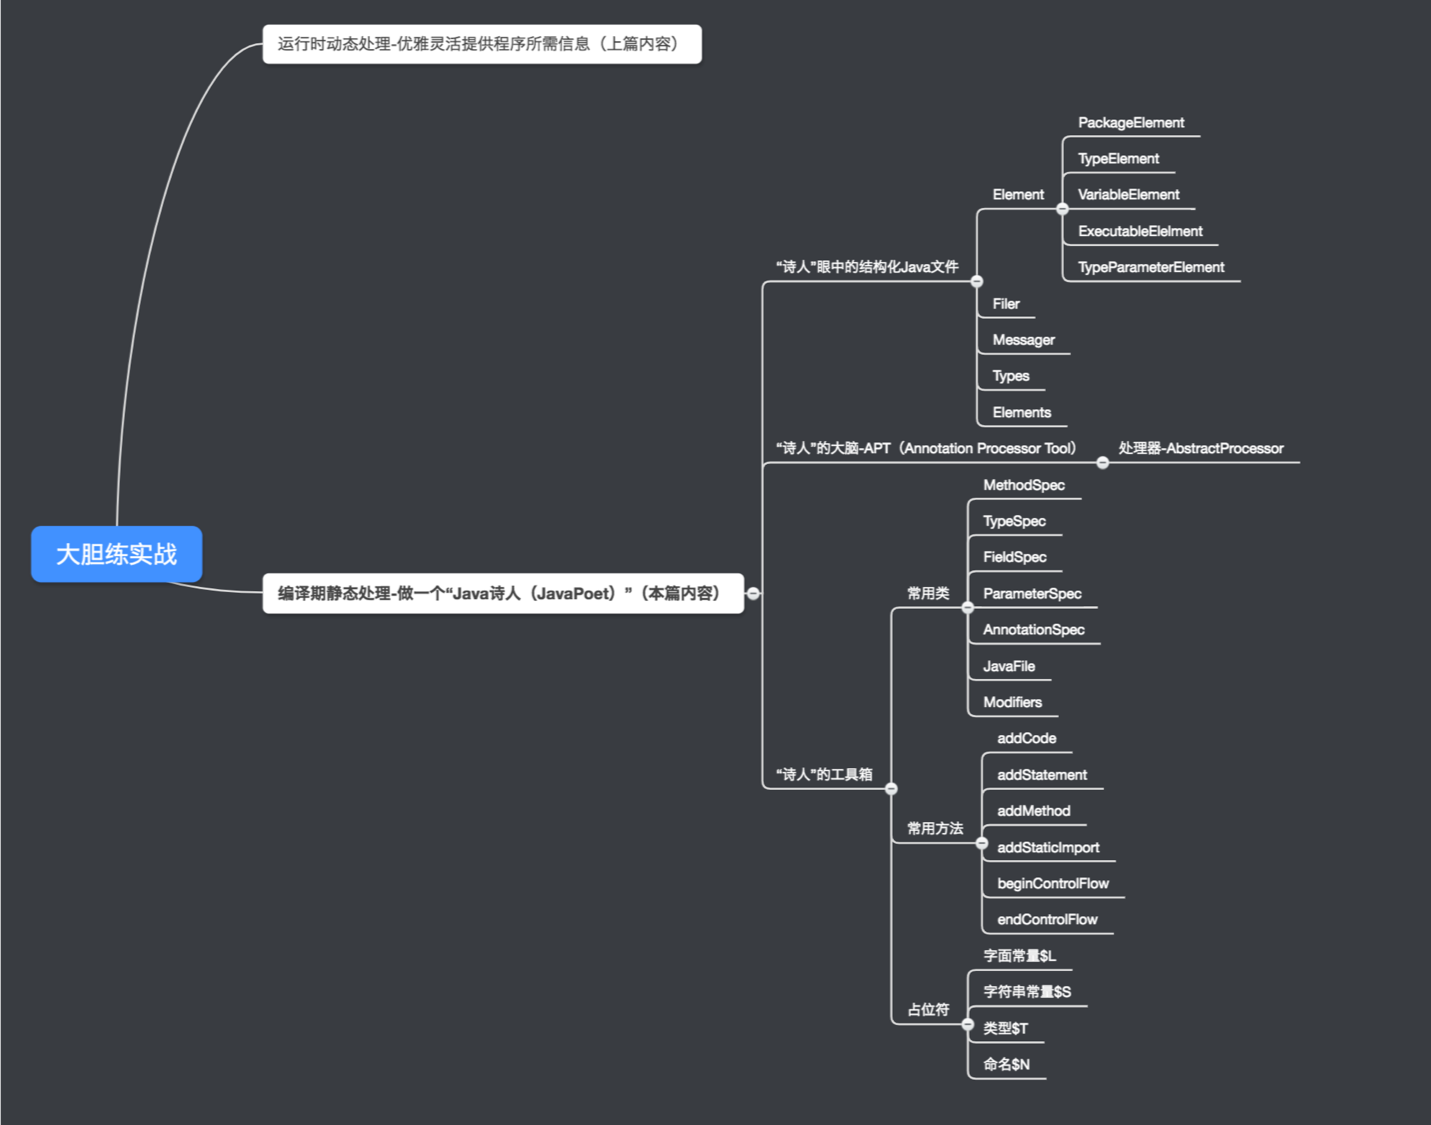 运行时动态处理-优雅灵活提供程序所需信息（上篇内容）
大胆练实战
编译期静态处理-做一个“Java诗人（JavaPoet）”（本篇内容）
“诗人”眼中的结构化Java文件
Element
PackageElement
TypeElement
VariableElement
ExecutableElelment
TypeParameterElement
Filer
Messager
Types
Elements
“诗人”的大脑-APT（Annotation Processor Tool）
处理器-AbstractProcessor
“诗人”的工具箱
常用类
MethodSpec
TypeSpec
FieldSpec
ParameterSpec
AnnotationSpec
JavaFile
Modifiers
常用方法
addCode
addStatement
addMethod
addStaticImport
beginControlFlow
endControlFlow
占位符
字面常量$L
字符串常量$S
类型$T
命名$N